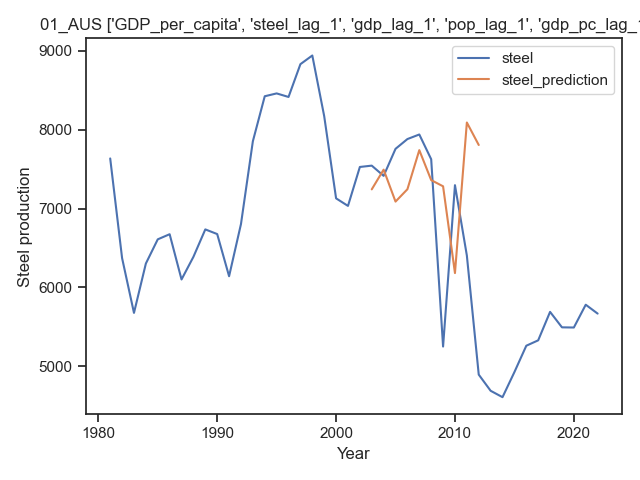 01_AUS ['GDP_per_capita', 'steel_lag_1', 'gdp_lag_1', 'pop_lag_1', 'gdp_pc_lag_1
steel
steel_prediction
9000
8000
7000
6000
5000
Steel production
1980
1990
2000
2010
2020
Year